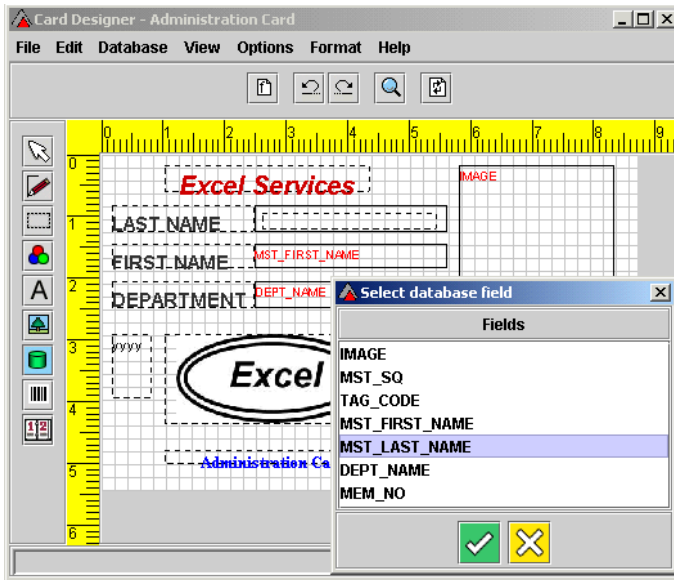 Card Designer - Administration Card
File Edit Database View Options Format Help
0 1 2 3 4 5 6 7 8 9
0
Excel Services
IMAGE
1
LAST NAME
FIRST NAME
MST_FIRST_NAME
2
DEPARTMENT
DEPT_NAME
Select database field
Fields
3
yyyy
Excel
IMAGE
MST_SQ
TAG_CODE
MST_FIRST_NAME
MST_LAST_NAME
DEPT_NAME
MEM_NO
4
A
12
Administration Ca
5
6